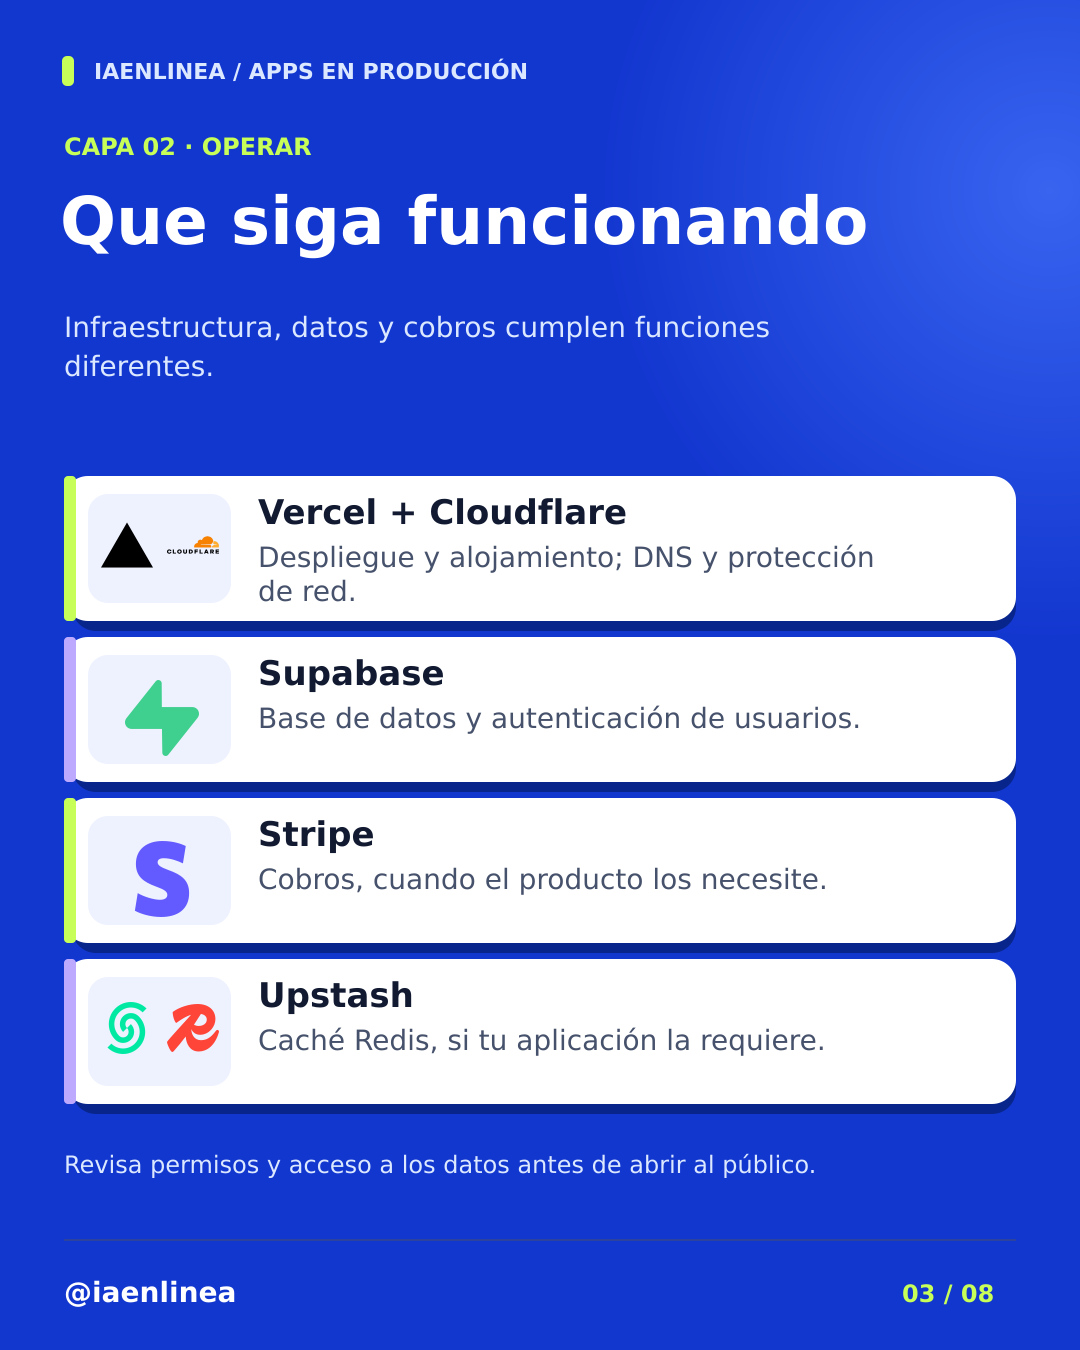 IAENLINEA / APPS EN PRODUCCIÓN
CAPA 02 · OPERAR
Que siga funcionando
Infraestructura, datos y cobros cumplen funciones
diferentes.
CLOUDFLARE
Vercel + Cloudflare
Despliegue y alojamiento; DNS y protección
de red.
Supabase
Base de datos y autenticación de usuarios.
Stripe
Cobros, cuando el producto los necesite.
Upstash
Caché Redis, si tu aplicación la requiere.
Revisa permisos y acceso a los datos antes de abrir al público.
@iaenlinea
03 / 08